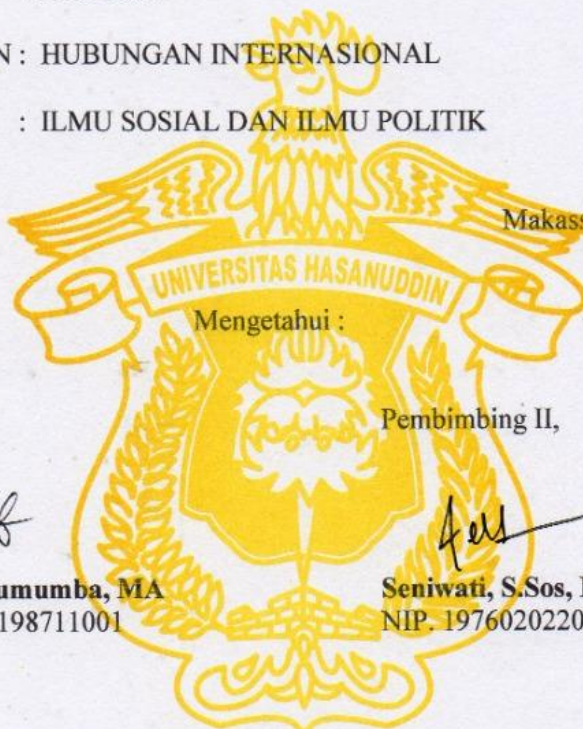 N : HUBUNGAN INTERNASIONAL
: ILMU SOSIAL DAN ILMU POLITIK
Makass
UNIVERSITAS HASANUDDIN
Mengetahui :
Pembimbing II,
umumba, MA
Seniwati, S.Sos,
198711001
NIP. 1976020220